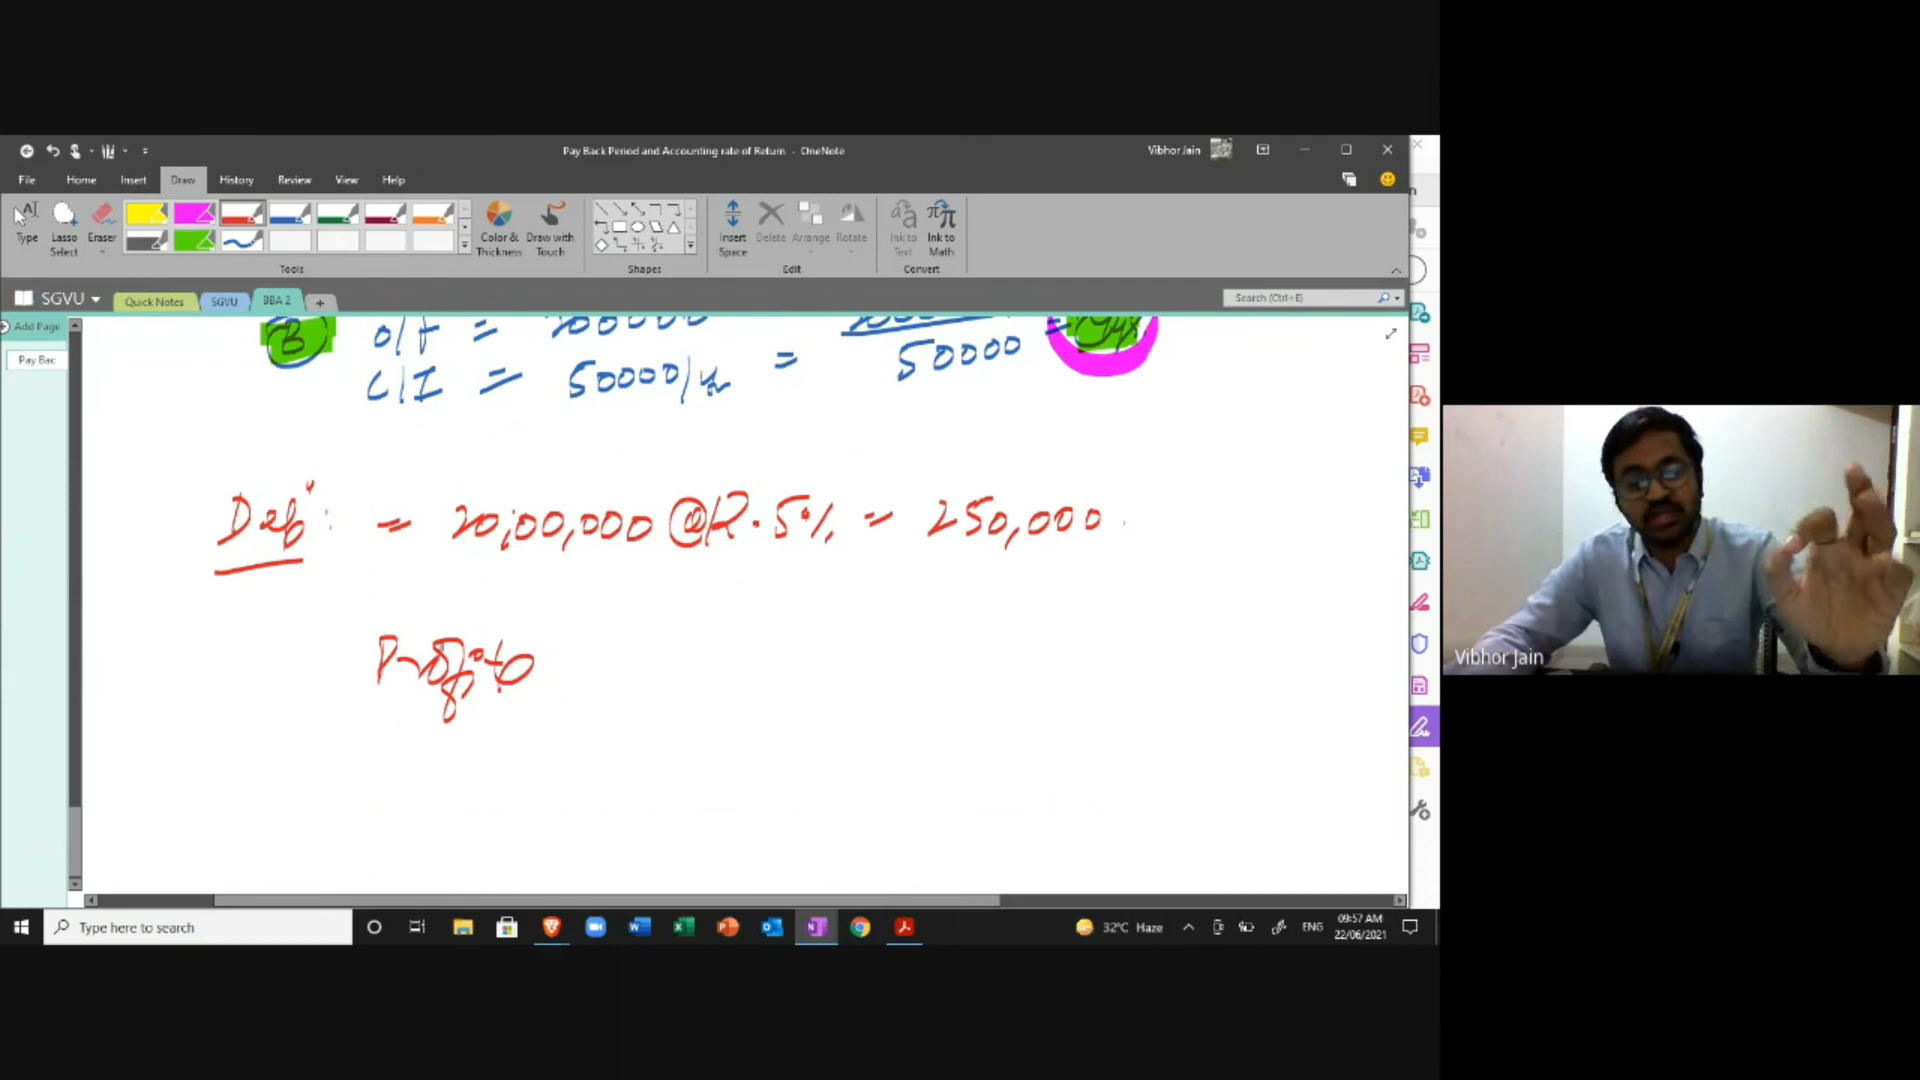 Pay Back Period and Accounting rate of Return - OneNote
Vibhor Jain
File Home Insert Draw History Review View Help
Type
Lasso Select
Eraser
Color & Thickness
Draw with Touch
Insert Space
Delete
Arrange
Rotate
Ink to Text
Ink to Math
Tools
Shapes
Edit
Convert
SGVU
Quick Notes
SGVU
BBA 2
Search (Ctrl+E)
Add Page
Pay Bac
B
=
C/I = 50000/y = 50000
Def": = 20,00,000 @12.5% = 250,000
Vibhor Jain
Type here to search
32°C Haze
ENG
09:57 AM
22/06/2021